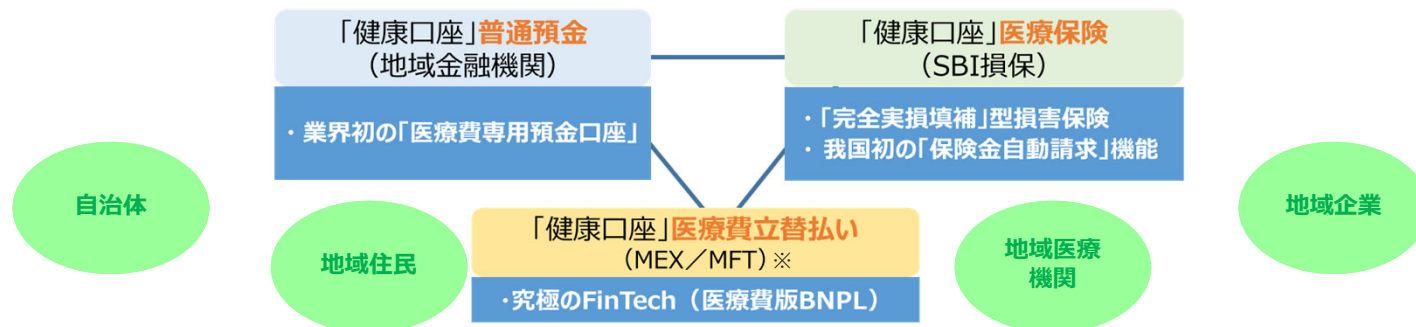 「健康口座」普通預金
（地域金融機関）
・ 業界初の「医療費専用預金口座」
「健康口座」医療保険
（SBI損保）
・「完全実損填補」型損害保険
・ 我国初の「保険金自動請求」機能
自治体
地域住民
「健康口座」医療費立替払い
（MEX／MFT）※
・究極のFinTech（医療費版BNPL）
地域医療
機関
地域企業